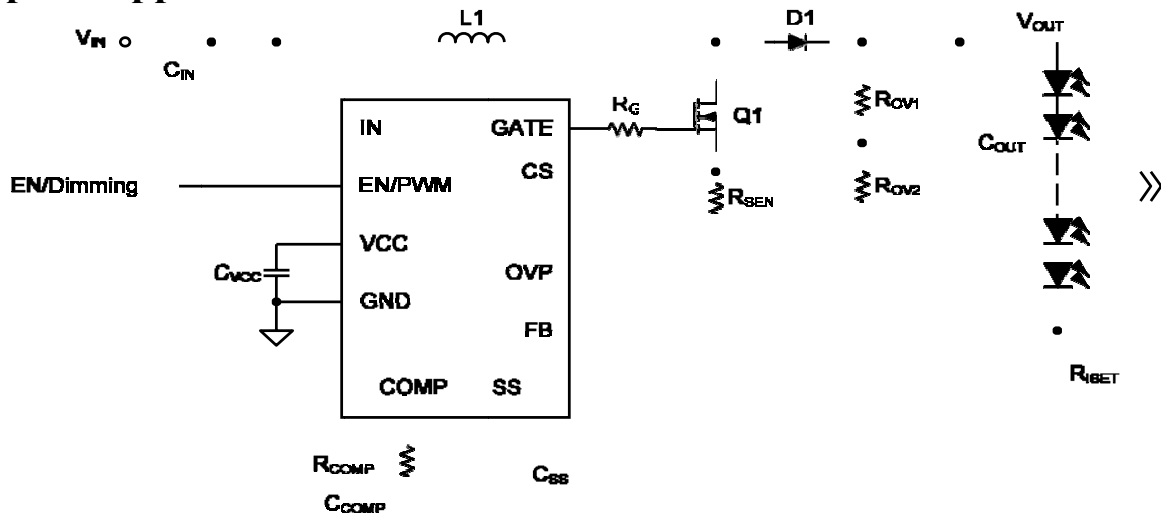 L1
D1
VOUT
VIN
CIN
RG
Q1
ROV1
COUT
IN
GATE
CS
EN/Dimming
EN/PWM
RSEN
ROV2
VCC
CVCC
OVP
GND
FB
RISET
COMP
SS
RCOMP
CSS
CCOMP